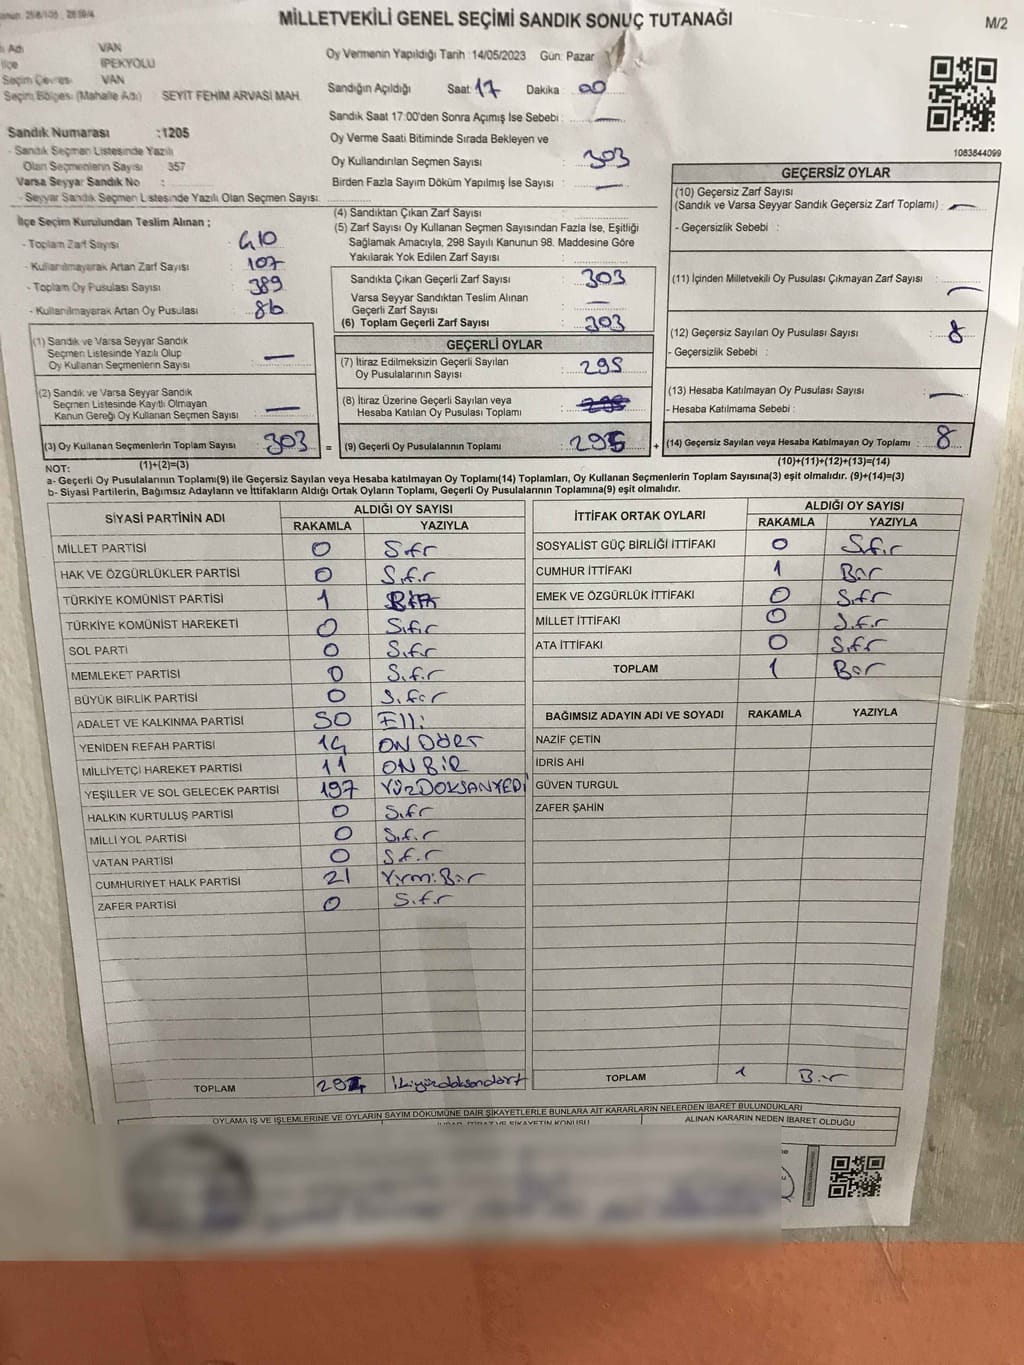 MİLLETVEKİLİ GENEL SEÇİMİ SANDIK SONUÇ TUTANAĞI
M/2
Adı VAN
İPEKYOLU
Seçim Çevresi VAN
Seçim Bölgesi (Mahalle Adı) : SEYİT FEHİM ARVASİ MAH.
Sandık Numarası :1205
- Sandık Seçmen Listesinde Yazılı
Olan Seçmenlerin Sayısı 357
Varsa Seyyar Sandık No :
- Seyyar Sandık Seçmen Listesinde Yazılı Olan Seçmen Sayısı:
Oy Vermenin Yapıldığı Tarih : 14/05/2023 Gün: Pazar
Sandığın Açıldığı Saat: 17 Dakika : 00
Sandık Saat 17:00'den Sonra Açımış İse Sebebi : —
Oy Verme Saati Bitiminde Sırada Bekleyen ve
Oy Kullandırılan Seçmen Sayısı : 303
Birden Fazla Sayım Döküm Yapılmış İse Sayısı : —
1083844099
İlçe Seçim Kurulundan Teslim Alınan ;
- Toplam Zarf Sayısı : 410
- Kullanılmayarak Artan Zarf Sayısı : 107
- Toplam Oy Pusulası Sayısı : 389
- Kullanılmayarak Artan Oy Pusulası : 86
(1) Sandık ve Varsa Seyyar Sandık
Seçmen Listesinde Yazılı Olup
Oy Kullanan Seçmenlerin Sayısı : —
(2) Sandık ve Varsa Seyyar Sandık
Seçmen Listesinde Kayıtlı Olmayan
Kanun Gereği Oy Kullanan Seçmen Sayısı : —
(3) Oy Kullanan Seçmenlerin Toplam Sayısı : 303
(4) Sandıktan Çıkan Zarf Sayısı :
(5) Zarf Sayısı Oy Kullanan Seçmen Sayısından Fazla İse, Eşitliği
Sağlamak Amacıyla, 298 Sayılı Kanunun 98. Maddesine Göre
Yakılarak Yok Edilen Zarf Sayısı :
Sandıkta Çıkan Geçerli Zarf Sayısı : 303
Varsa Seyyar Sandıktan Teslim Alınan
Geçerli Zarf Sayısı : —
(6) Toplam Geçerli Zarf Sayısı : 303
GEÇERLİ OYLAR
(7) İtiraz Edilmeksizin Geçerli Sayılan
Oy Pusulalarının Sayısı : 295
(8) İtiraz Üzerine Geçerli Sayılan veya
Hesaba Katılan Oy Pusulası Toplamı :
= (9) Geçerli Oy Pusulalarının Toplamı : 295 +
GEÇERSİZ OYLAR
(10) Geçersiz Zarf Sayısı
(Sandık ve Varsa Seyyar Sandık Geçersiz Zarf Toplamı) : —
- Geçersizlik Sebebi :
(11) İçinden Milletvekili Oy Pusulası Çıkmayan Zarf Sayısı : —
(12) Geçersiz Sayılan Oy Pusulası Sayısı : 8
- Geçersizlik Sebebi :
(13) Hesaba Katılmayan Oy Pusulası Sayısı : —
- Hesaba Katılmama Sebebi :
(14) Geçersiz Sayılan veya Hesaba Katılmayan Oy Toplamı : 8
NOT: (1)+(2)=(3) (10)+(11)+(12)+(13)=(14)
a- Geçerli Oy Pusulalarının Toplamı(9) ile Geçersiz Sayılan veya Hesaba katılmayan Oy Toplamı(14) Toplamları, Oy Kullanan Seçmenlerin Toplam Sayısına(3) eşit olmalıdır. (9)+(14)=(3)
b- Siyasi Partilerin, Bağımsız Adayların ve İttifakların Aldığı Ortak Oyların Toplamı, Geçerli Oy Pusulalarının Toplamına(9) eşit olmalıdır.
SİYASİ PARTİNİN ADI ALDIĞI OY SAYISI
RAKAMLA YAZIYLA
MİLLET PARTİSİ 0 Sıfır
HAK VE ÖZGÜRLÜKLER PARTİSİ 0 Sıfır
TÜRKİYE KOMÜNİST PARTİSİ 1 BİR
TÜRKİYE KOMÜNİST HAREKETİ 0 Sıfır
SOL PARTİ 0 Sıfır
MEMLEKET PARTİSİ 0 Sıfır
BÜYÜK BİRLİK PARTİSİ 0 Sıfır
ADALET VE KALKINMA PARTİSİ 50 Elli
YENİDEN REFAH PARTİSİ 14 ON DÖRT
MİLLİYETÇİ HAREKET PARTİSİ 11 ON BİR
YEŞİLLER VE SOL GELECEK PARTİSİ 197 YÜZDOKSANYEDİ
HALKIN KURTULUŞ PARTİSİ 0 Sıfır
MİLLİ YOL PARTİSİ 0 Sıfır
VATAN PARTİSİ 0 Sıfır
CUMHURİYET HALK PARTİSİ 21 Yirmi Bir
ZAFER PARTİSİ 0 Sıfır
TOPLAM 294 İkiyüzdoksandört
İTTİFAK ORTAK OYLARI ALDIĞI OY SAYISI
RAKAMLA YAZIYLA
SOSYALİST GÜÇ BİRLİĞİ İTTİFAKI 0 Sıfır
CUMHUR İTTİFAKI 1 Bir
EMEK VE ÖZGÜRLÜK İTTİFAKI 0 Sıfır
MİLLET İTTİFAKI 0 Sıfır
ATA İTTİFAKI 0 Sıfır
TOPLAM 1 Bir
BAĞIMSIZ ADAYIN ADI VE SOYADI RAKAMLA YAZIYLA
NAZİF ÇETİN
İDRİS AHİ
GÜVEN TURGUL
ZAFER ŞAHİN
TOPLAM 1 Bir
OYLAMA İŞ VE İŞLEMLERİNE VE OYLARIN SAYIM DÖKÜMÜNE DAİR ŞİKAYETLERLE BUNLARA AİT KARARLARIN NELERDEN İBARET BULUNDUKLARI
ALINAN KARARIN NEDEN İBARET OLDUĞU